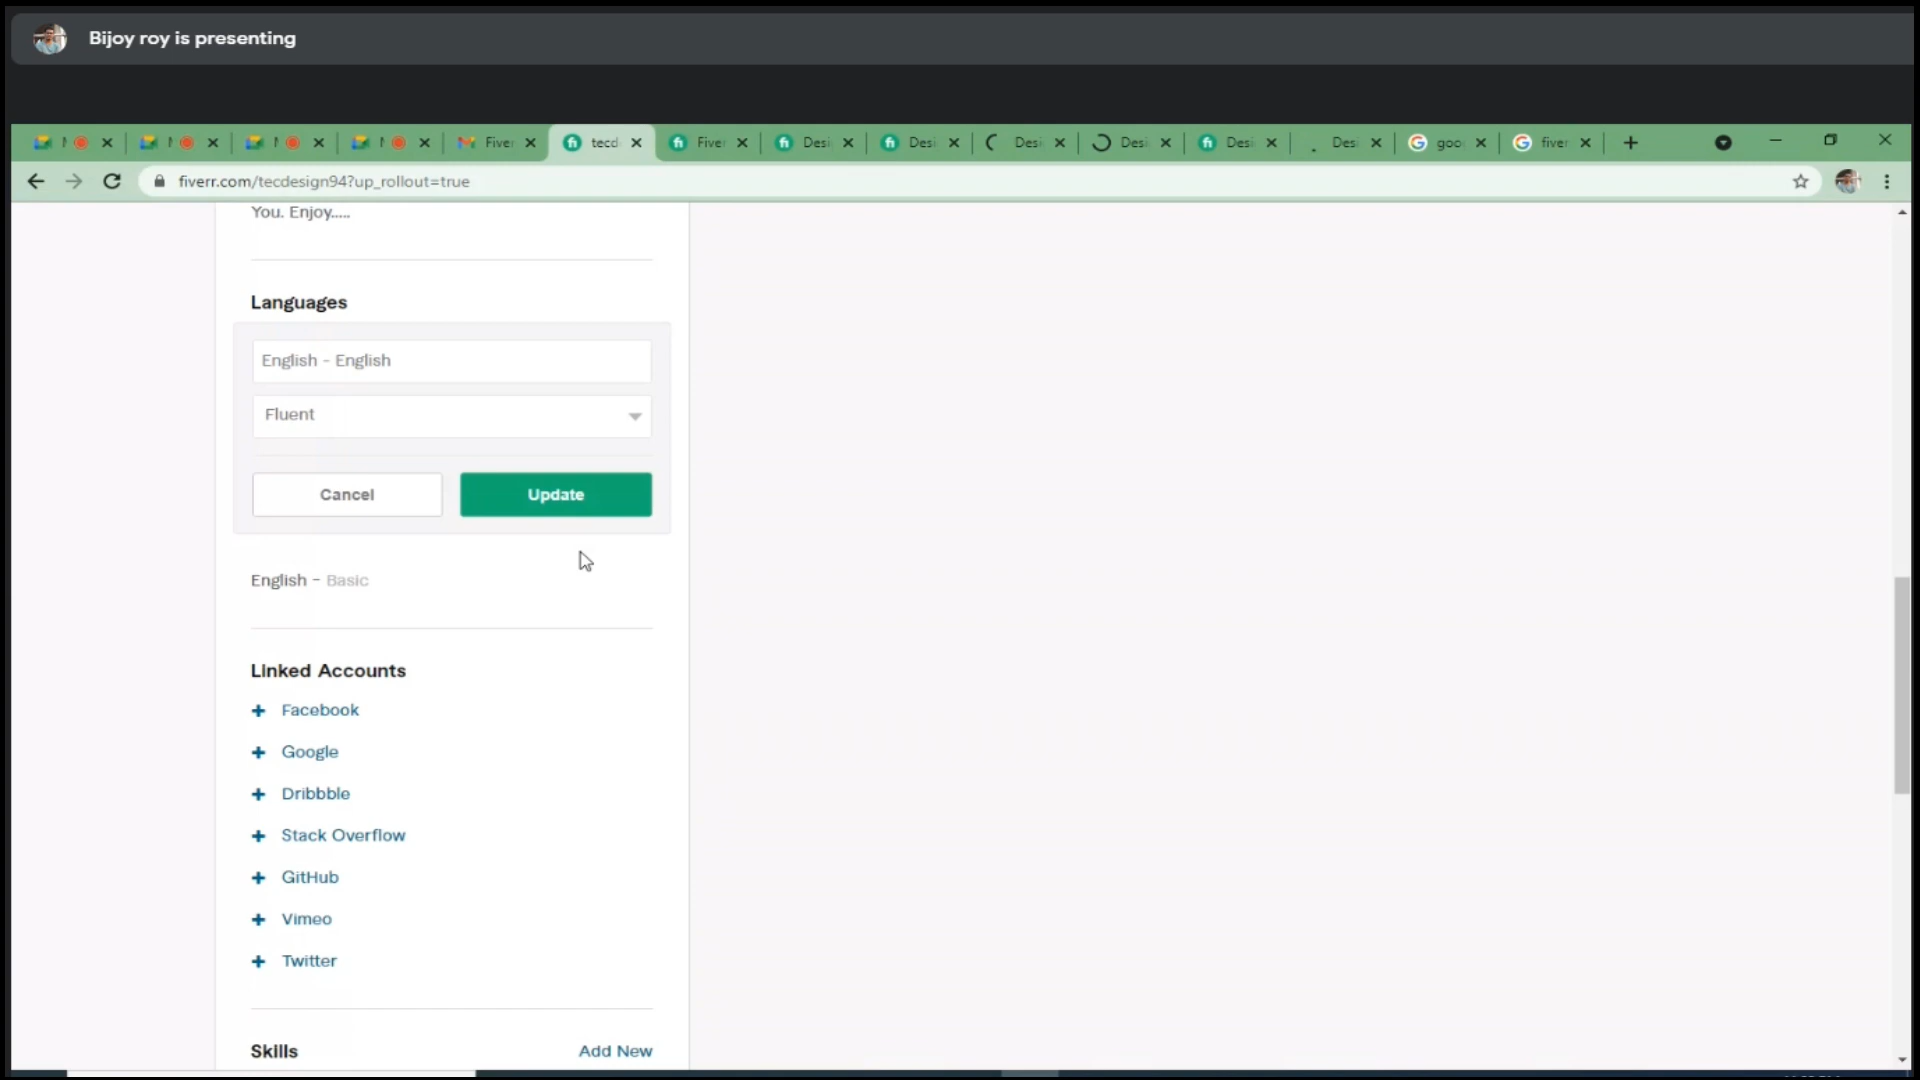 Bijoy roy is presenting
Fiver
tecd
Fiver
Desi
Desi
Desi
Desi
Desi
Desi
goo
fiver
fiverr.com/tecdesign94?up_rollout=true
You. Enjoy.....
Languages
English - English
Fluent
Cancel
Update
English - Basic
Linked Accounts
+ Facebook
+ Google
+ Dribbble
+ Stack Overflow
+ GitHub
+ Vimeo
+ Twitter
Skills
Add New